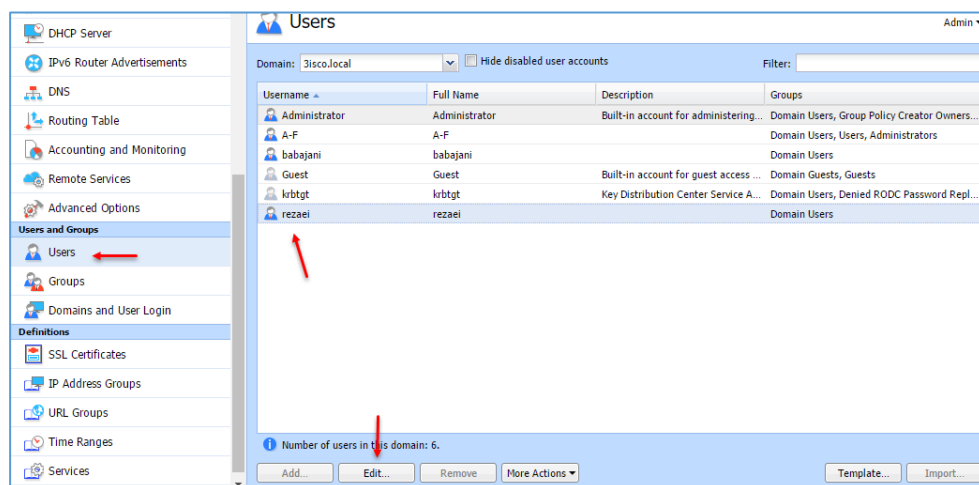 DHCP Server
IPv6 Router Advertisements
DNS
Routing Table
Accounting and Monitoring
Remote Services
Advanced Options
Users and Groups
Users
Groups
Domains and User Login
Definitions
SSL Certificates
IP Address Groups
URL Groups
Time Ranges
Services
Users
Admin
Domain: 3isco.local Hide disabled user accounts Filter:
Username Full Name Description Groups
Administrator Administrator Built-in account for administering... Domain Users, Group Policy Creator Owners...
A-F A-F Domain Users, Users, Administrators
babajani babajani Domain Users
Guest Guest Built-in account for guest access ... Domain Guests, Guests
krbtgt krbtgt Key Distribution Center Service A... Domain Users, Denied RODC Password Repl...
rezaei rezaei Domain Users
Number of users in this domain: 6.
Add... Edit... Remove More Actions Template... Import...